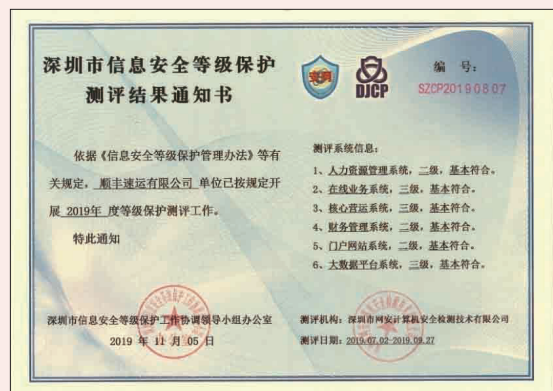 深圳市信息安全等级保护
测评结果通知书
依据《信息安全等级保护管理办法》等有
关规定，顺丰速运有限公司 单位已按规定开
展 2019年 度等级保护测评工作。
特此通知
深圳市信息安全等级保护工作协调领导小组办公室
2019 年 11 月 05 日
DJCP
编 号：
SZCP20190807
测评系统信息：
1、人力资源管理系统，二级，基本符合。
2、在线业务系统，三级，基本符合。
3、核心营运系统，三级，基本符合。
4、财务管理系统，二级，基本符合。
5、门户网站系统，二级，基本符合。
6、大数据平台系统，三级，基本符合。
测评机构：深圳市网安计算机安全检测技术有限公司
测评日期：2019.07.02-2019.09.27